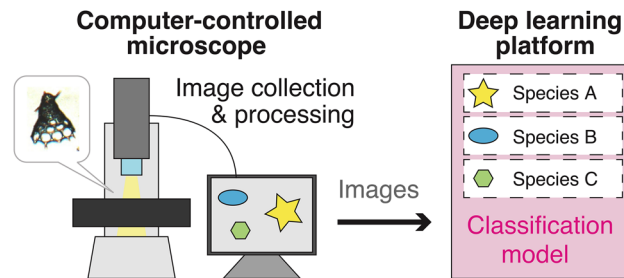 Computer-controlled
microscope
Image collection
& processing
Images
Deep learning
platform
Species A
Species B
Species C
Classification
model